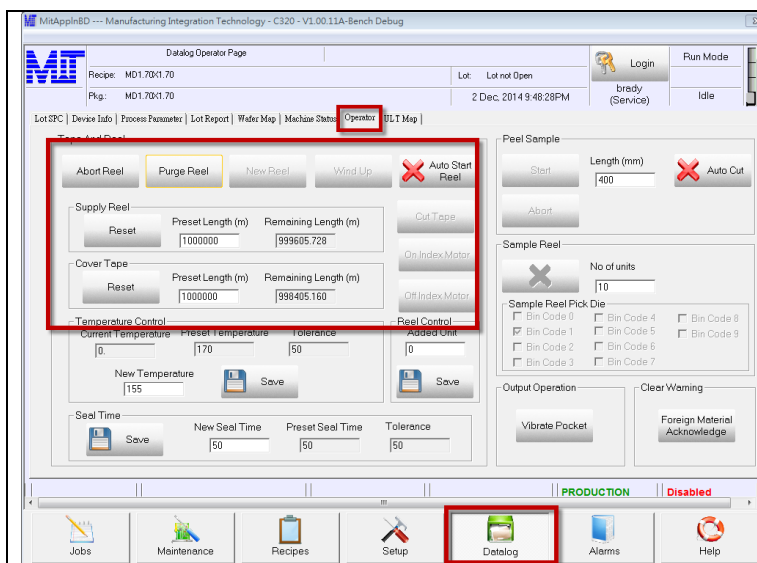 MitAppInBD --- Manufacturing Integration Technology - C320 - V1.00.11A-Bench Debug
MIT
Datalog Operator Page
Login
Run Mode
Recipe: MD1.70X1.70
Lot: Lot not Open
Pkg.: MD1.70X1.70
2 Dec, 2014 9:48:28PM
brady
(Service)
Idle
Lot SPC | Device Info | Process Parameter | Lot Report | Wafer Map | Machine Status | Operator | ULT Map |
Tape And Reel
Abort Reel
Purge Reel
New Reel
Wind Up
Auto Start
Reel
Supply Reel
Reset
Preset Length (m)
Remaining Length (m)
1000000
999605.728
Cut Tape
Cover Tape
Reset
Preset Length (m)
Remaining Length (m)
1000000
998405.160
On Index Motor
Off Index Motor
Temperature Control
Current Temperature
Preset Temperature
Tolerance
0.
170
50
New Temperature
155
Save
Reel Control
Added Unit
0
Save
Seal Time
Save
New Seal Time
Preset Seal Time
Tolerance
50
50
50
Peel Sample
Start
Length (mm)
400
Auto Cut
Abort
Sample Reel
No of units
10
Sample Reel Pick Die
Bin Code 0
Bin Code 4
Bin Code 8
Bin Code 1
Bin Code 5
Bin Code 9
Bin Code 2
Bin Code 6
Bin Code 3
Bin Code 7
Output Operation
Vibrate Pocket
Clear Warning
Foreign Material
Acknowledge
PRODUCTION
Disabled
Jobs
Maintenance
Recipes
Setup
Datalog
Alarms
Help